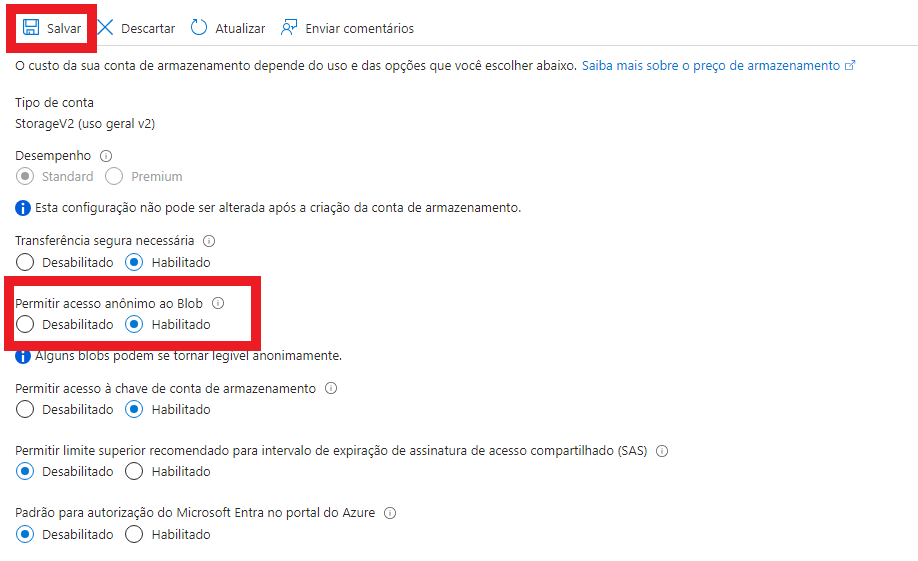 Salvar Descartar Atualizar Enviar comentários
O custo da sua conta de armazenamento depende do uso e das opções que você escolher abaixo. Saiba mais sobre o preço de armazenamento
Tipo de conta
StorageV2 (uso geral v2)
Desempenho
Standard Premium
Esta configuração não pode ser alterada após a criação da conta de armazenamento.
Transferência segura necessária
Desabilitado Habilitado
Permitir acesso anônimo ao Blob
Desabilitado Habilitado
Alguns blobs podem se tornar legível anonimamente.
Permitir acesso à chave de conta de armazenamento
Desabilitado Habilitado
Permitir limite superior recomendado para intervalo de expiração de assinatura de acesso compartilhado (SAS)
Desabilitado Habilitado
Padrão para autorização do Microsoft Entra no portal do Azure
Desabilitado Habilitado